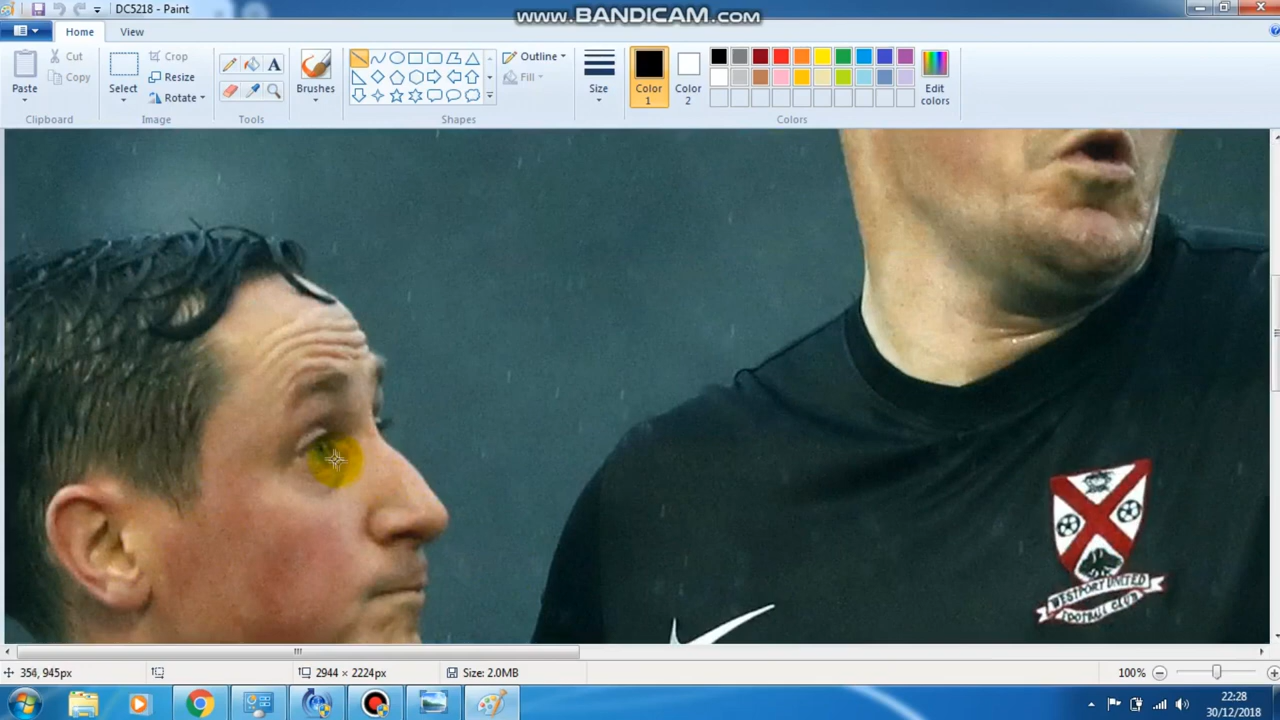 DC5218 - Paint
www.BANDICAM.com
Home
View
Paste
Cut
Copy
Clipboard
Select
Crop
Resize
Rotate
Image
A
Tools
Brushes
Outline
Fill
Shapes
Size
Color
1
Color
2
Edit
colors
Colors
WESTPORT UNITED
FOOTBALL CLUB
356, 945px
2944 × 2224px
Size: 2.0MB
100%
22:28
30/12/2018